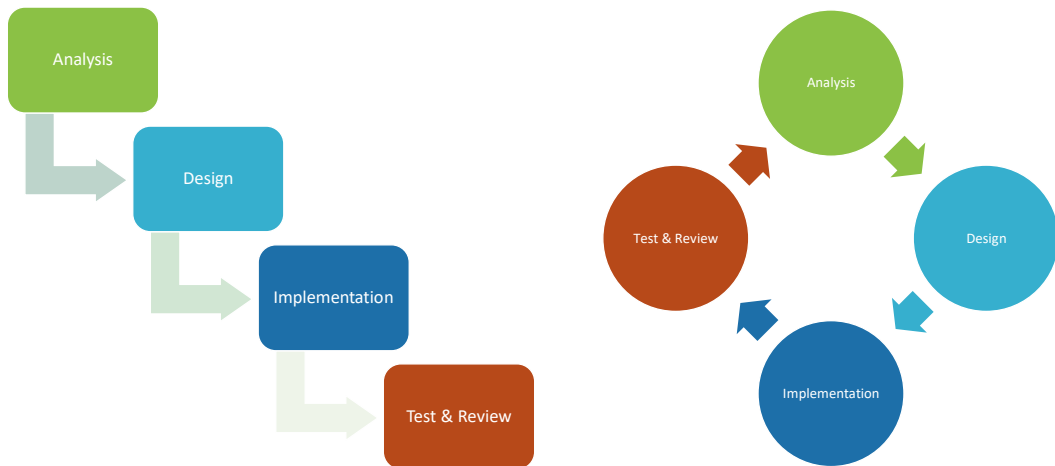 Analysis
Design
Implementation
Test & Review
Analysis
Design
Implementation
Test & Review